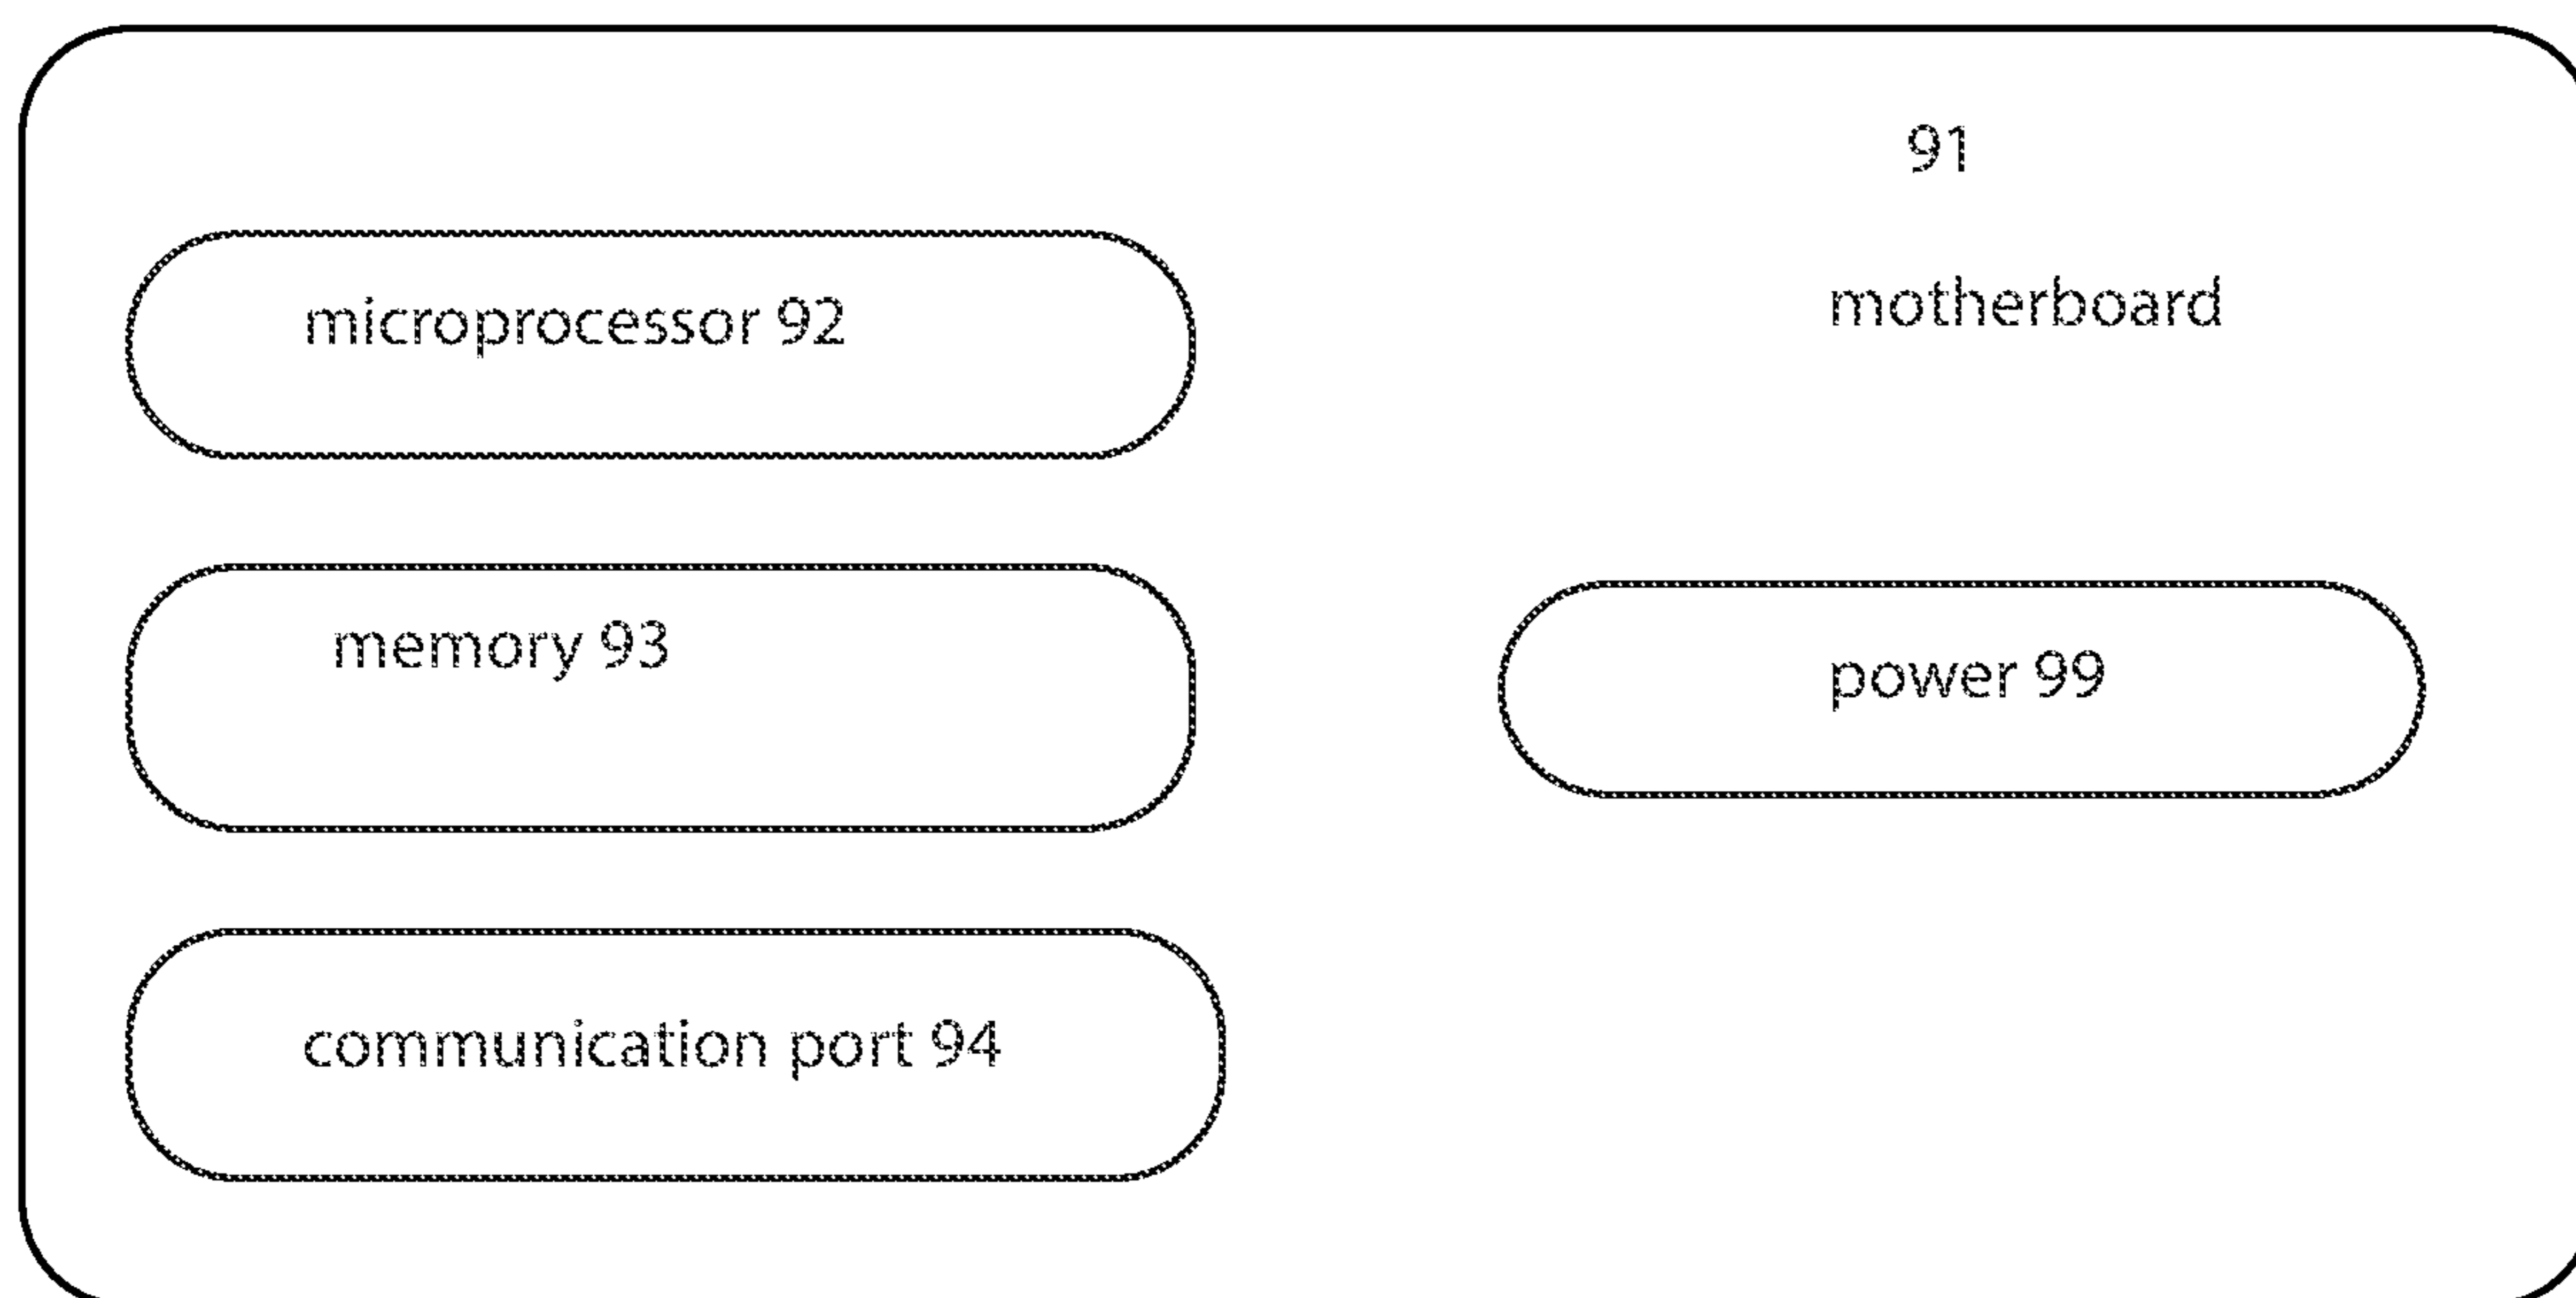 91
motherboard
microprocessor 92
memory 93
power 99
communication port 94